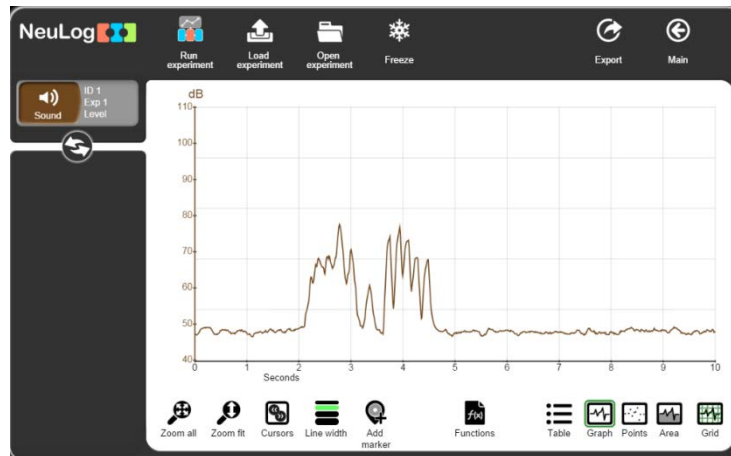 NeuLog
Run
experiment
Load
experiment
Open
experiment
Freeze
Export
Main
Sound
ID 1
Exp 1
Level
dB
110
100
90
80
70
60
50
40
0 1 2 3 4 5 6 7 8 9 10
Seconds
Zoom all
Zoom fit
Cursors
Line width
Add
marker
f(x)
Functions
Table
Graph
Points
Area
Grid